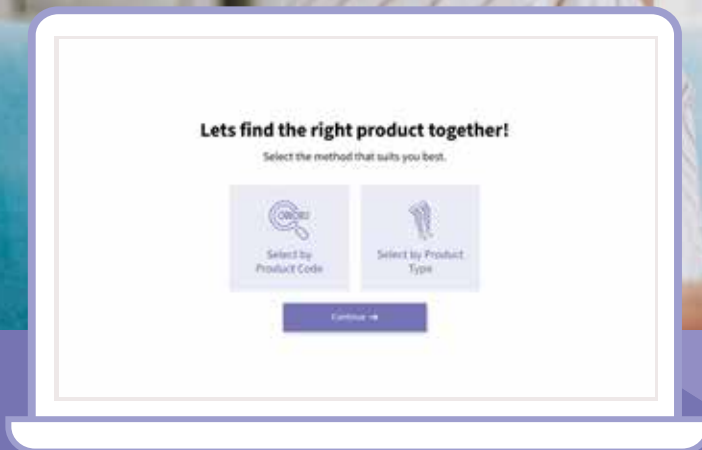 Lets find the right product together!
Select the method that suits you best.
Select by
Product Code
Select by Product
Type
Continue →